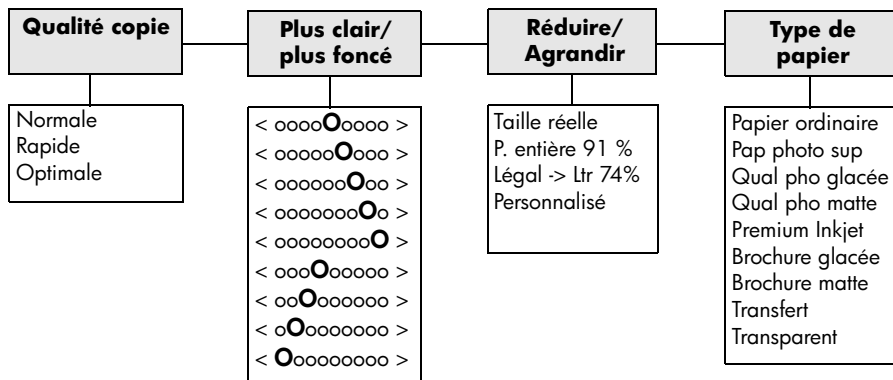 Qualité copie
Normale
Rapide
Optimale
Plus clair/
plus foncé
< ooooOoooo >
< oooooOooo >
< ooooooOoo >
< oooooooOo >
< ooooooooO >
< oooOooooo >
< ooOoooooo >
< oOooooooo >
< Ooooooooo >
Réduire/
Agrandir
Taille réelle
P. entière 91 %
Légal -> Ltr 74%
Personnalisé
Type de
papier
Papier ordinaire
Pap photo sup
Qual pho glacée
Qual pho matte
Premium Inkjet
Brochure glacée
Brochure matte
Transfert
Transparent